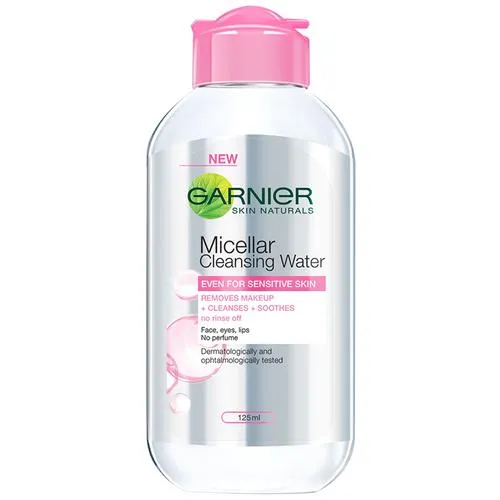 NEW
GARNIER
SKIN NATURALS
Micellar
Cleansing Water
EVEN FOR SENSITIVE SKIN
REMOVES MAKEUP
+ CLEANSES + SOOTHES
no rinse off
Face, eyes, lips
No perfume
Dermatologically and
ophtalmologically tested
125ml